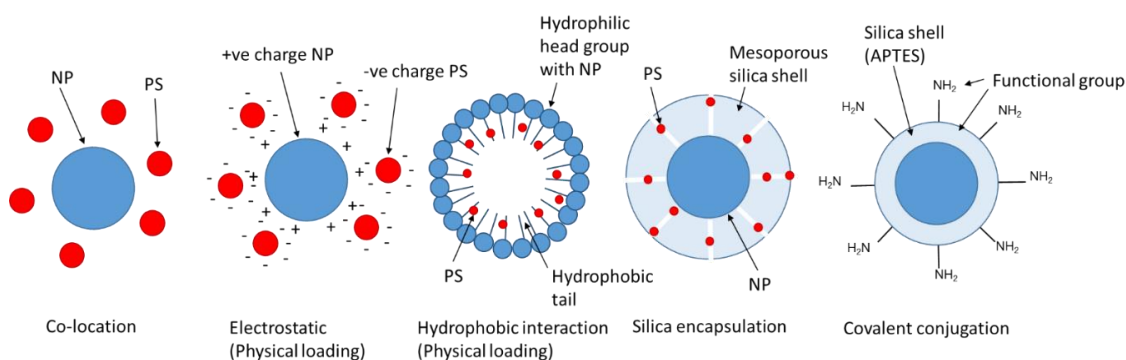 NP
PS
Co-location
+ve charge NP
-ve charge PS
- - - - - - - - - - - - - - - - - - - - - - - - - - - - - -
+ + + + + + + + + +
Electrostatic
(Physical loading)
Hydrophilic
head group
with NP
PS
Hydrophobic
tail
Hydrophobic interaction
(Physical loading)
PS
Mesoporous
silica shell
NP
Silica encapsulation
Silica shell
(APTES)
Functional group
NH₂
H₂N
NH₂
H₂N
NH₂
H₂N
NH₂
NH₂
Covalent conjugation